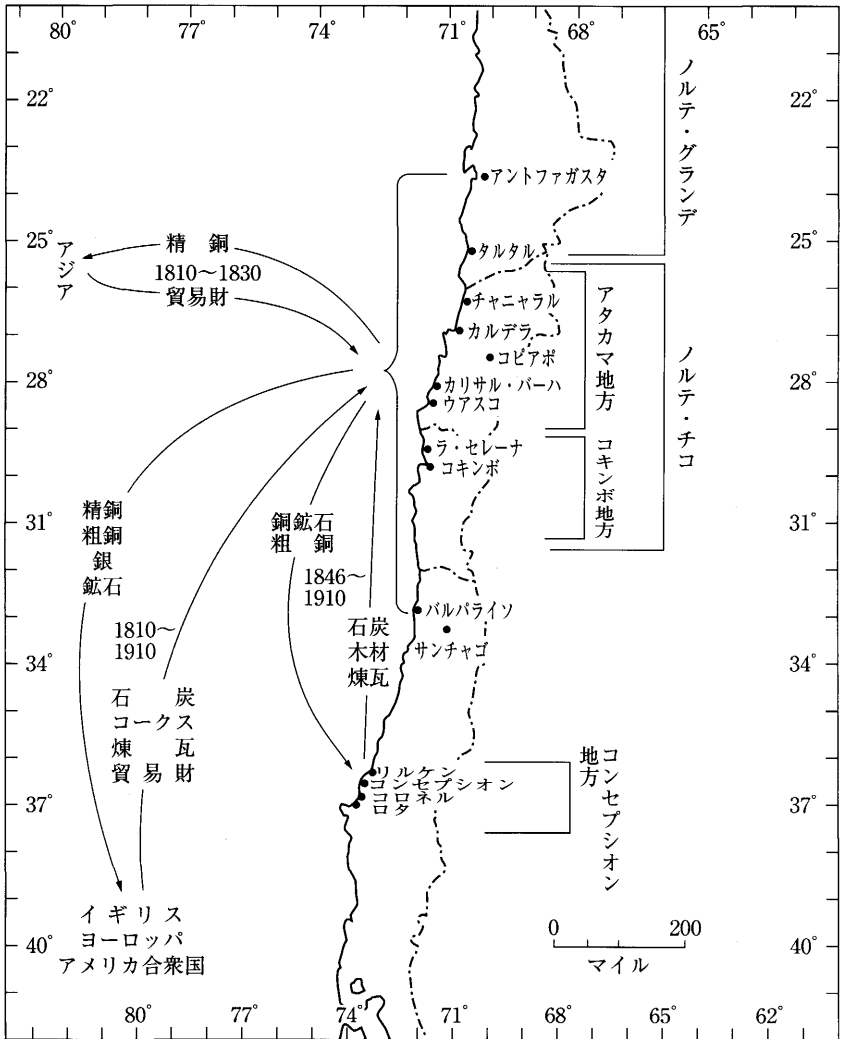 80° 77° 74° 71° 68° 65°
22° 22°
25° 25°
28° 28°
31° 31°
34° 34°
37° 37°
40° 40°
80° 77° 74° 71° 68° 65° 62°
アジア
精銅
1810～1830
貿易財
精銅
粗銅
銀
鉱石
1810～
1910
石炭
コークス
煉瓦
貿易財
イギリス
ヨーロッパ
アメリカ合衆国
銅鉱石
粗銅
1846～
1910
石炭
木材
煉瓦
アントファガスタ
タルタル
チャニャラル
カルデラ
コピアポ
カリサル・バーハ
ウアスコ
ラ・セレーナ
コキンボ
バルパライソ
サンチャゴ
リルケン
コンセプシオン
コロネル
ロタ
ノルテ・グランデ
アタカマ地方
コキンボ地方
ノルテ・チコ
コンセプシオン
地方
0 200
マイル